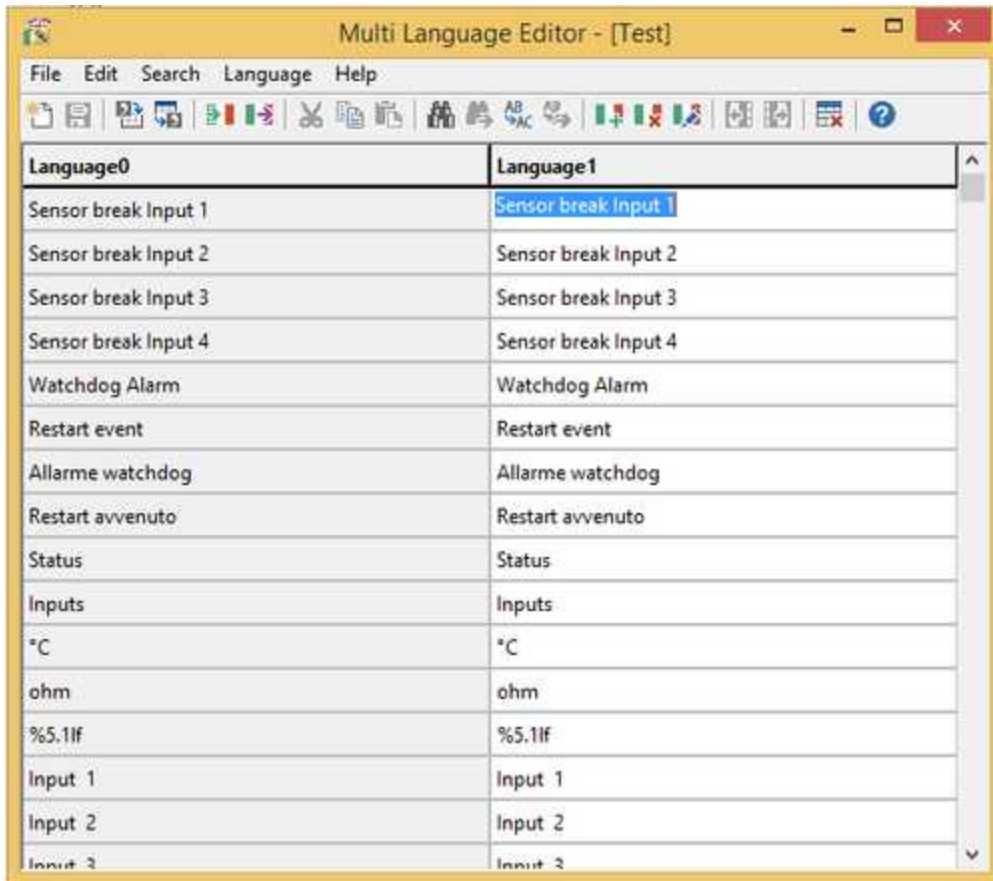 Multi Language Editor - [Test]
File Edit Search Language Help
Language0 Language1
Sensor break Input 1 Sensor break Input 1
Sensor break Input 2 Sensor break Input 2
Sensor break Input 3 Sensor break Input 3
Sensor break Input 4 Sensor break Input 4
Watchdog Alarm Watchdog Alarm
Restart event Restart event
Allarme watchdog Allarme watchdog
Restart avvenuto Restart avvenuto
Status Status
Inputs Inputs
°C °C
ohm ohm
%5.1lf %5.1lf
Input 1 Input 1
Input 2 Input 2
Input 3 Input 3